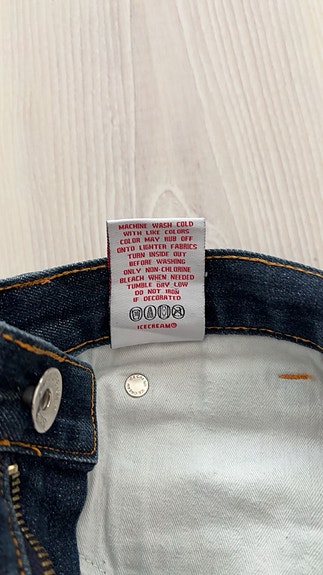 MACHINE WASH COLD
WITH LIKE COLORS
COLOR MAY RUB OFF
ONTO LIGHTER FABRICS
TURN INSIDE OUT
BEFORE WASHING
ONLY NON-CHLORINE
BLEACH WHEN NEEDED
TUMBLE DRY LOW
DO NOT IRON
IF DECORATED
ICECREAM®